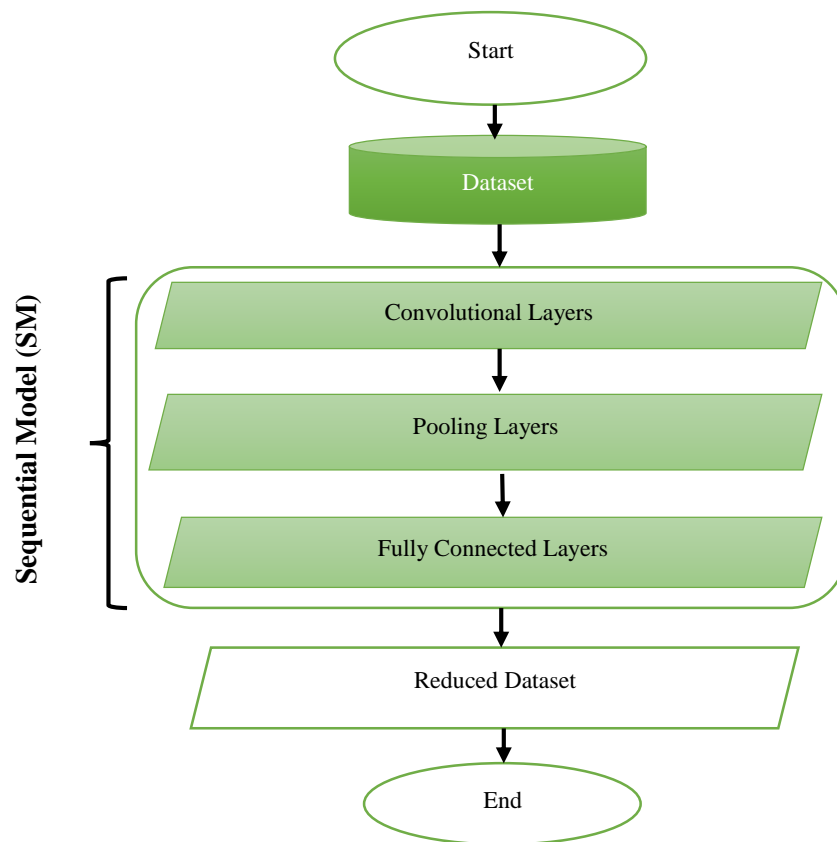 Start
Dataset
Sequential Model (SM)
Convolutional Layers
Pooling Layers
Fully Connected Layers
Reduced Dataset
End